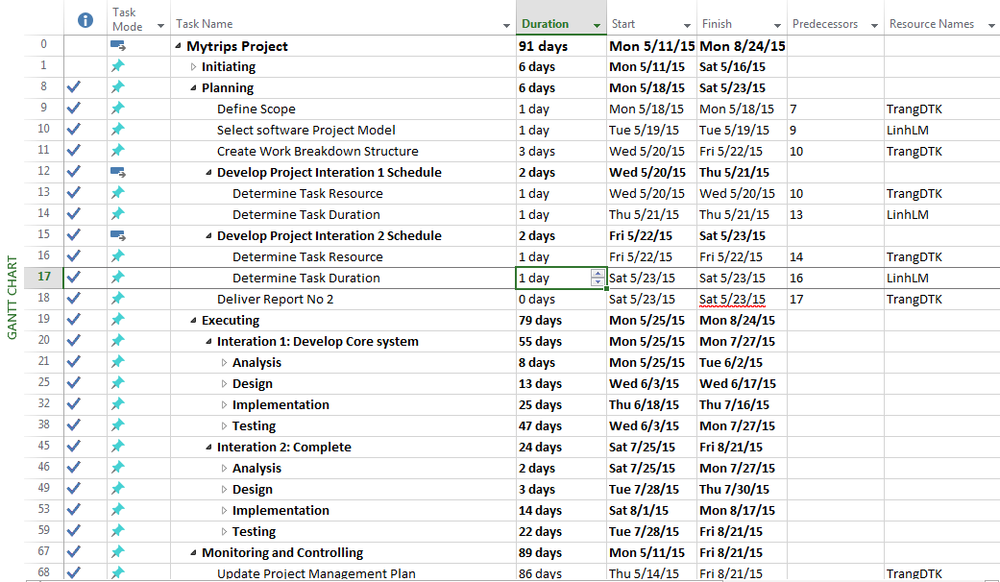 Task Mode Task Name Duration Start Finish Predecessors Resource Names
0 Mytrips Project 91 days Mon 5/11/15 Mon 8/24/15
1 Initiating 6 days Mon 5/11/15 Sat 5/16/15
8 Planning 6 days Mon 5/18/15 Sat 5/23/15
9 Define Scope 1 day Mon 5/18/15 Mon 5/18/15 7 TrangDTK
10 Select software Project Model 1 day Tue 5/19/15 Tue 5/19/15 9 LinhLM
11 Create Work Breakdown Structure 3 days Wed 5/20/15 Fri 5/22/15 10 TrangDTK
12 Develop Project Interation 1 Schedule 2 days Wed 5/20/15 Thu 5/21/15
13 Determine Task Resource 1 day Wed 5/20/15 Wed 5/20/15 10 TrangDTK
14 Determine Task Duration 1 day Thu 5/21/15 Thu 5/21/15 13 LinhLM
15 Develop Project Interation 2 Schedule 2 days Fri 5/22/15 Sat 5/23/15
16 Determine Task Resource 1 day Fri 5/22/15 Fri 5/22/15 14 TrangDTK
17 Determine Task Duration 1 day Sat 5/23/15 Sat 5/23/15 16 LinhLM
18 Deliver Report No 2 0 days Sat 5/23/15 Sat 5/23/15 17 TrangDTK
19 Executing 79 days Mon 5/25/15 Mon 8/24/15
20 Interation 1: Develop Core system 55 days Mon 5/25/15 Mon 7/27/15
21 Analysis 8 days Mon 5/25/15 Tue 6/2/15
25 Design 13 days Wed 6/3/15 Wed 6/17/15
32 Implementation 25 days Thu 6/18/15 Thu 7/16/15
38 Testing 47 days Wed 6/3/15 Mon 7/27/15
45 Interation 2: Complete 24 days Sat 7/25/15 Fri 8/21/15
46 Analysis 2 days Sat 7/25/15 Mon 7/27/15
49 Design 3 days Tue 7/28/15 Thu 7/30/15
53 Implementation 14 days Sat 8/1/15 Mon 8/17/15
59 Testing 22 days Tue 7/28/15 Fri 8/21/15
67 Monitoring and Controlling 89 days Mon 5/11/15 Fri 8/21/15
68 Update Project Management Plan 86 days Thu 5/14/15 Fri 8/21/15 TrangDTK
GANTT CHART